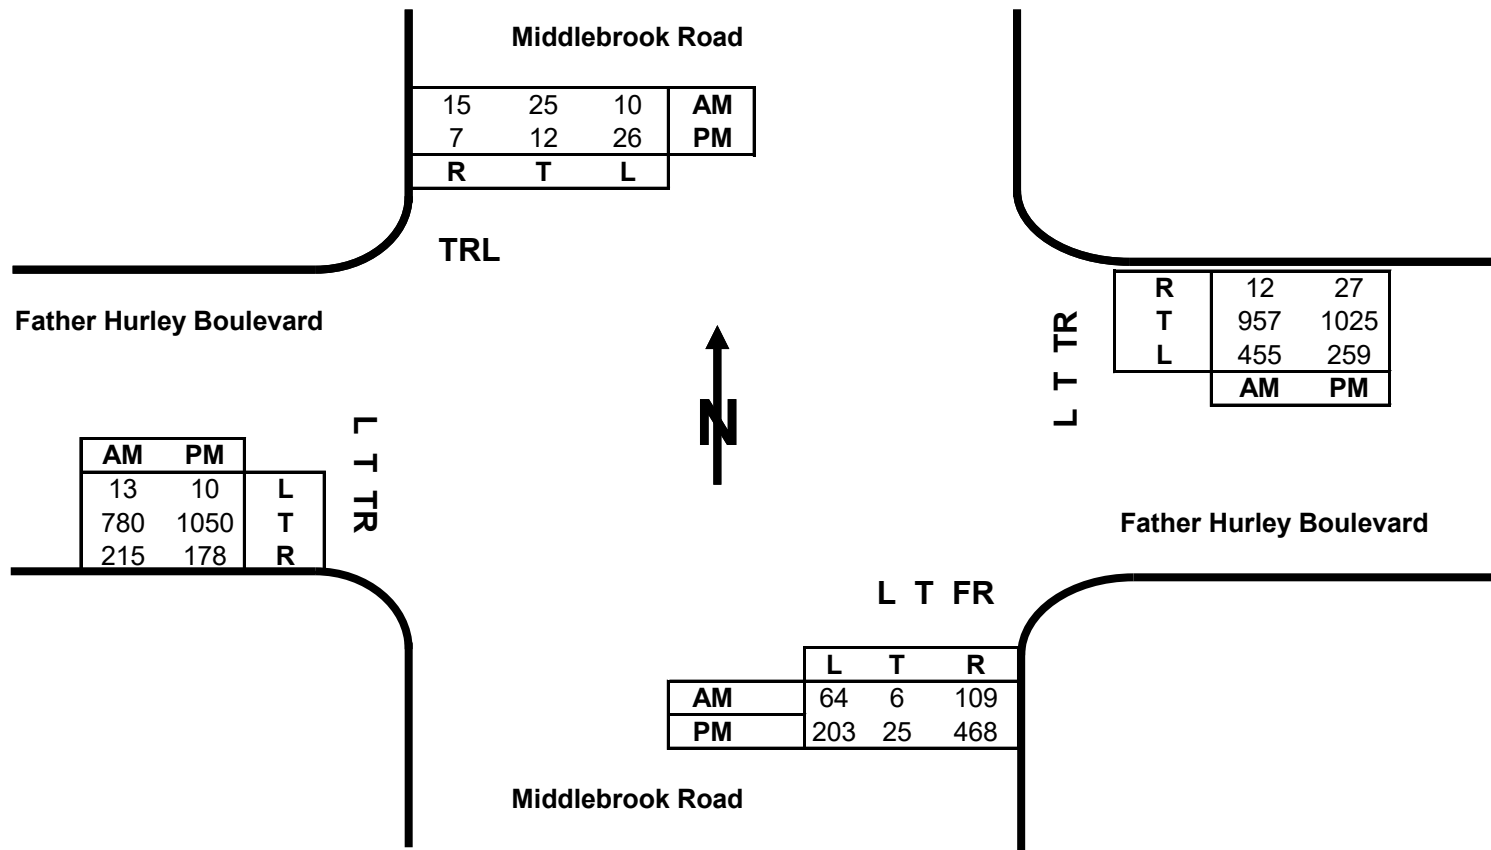 Middlebrook Road
15 25 10 AM
7 12 26 PM
R T L
TRL
Father Hurley Boulevard
R 12 27
T 957 1025
L 455 259
AM PM
L T TR
N
L T TR
AM PM
13 10 L
780 1050 T
215 178 R
Father Hurley Boulevard
L T FR
L T R
AM 64 6 109
PM 203 25 468
Middlebrook Road